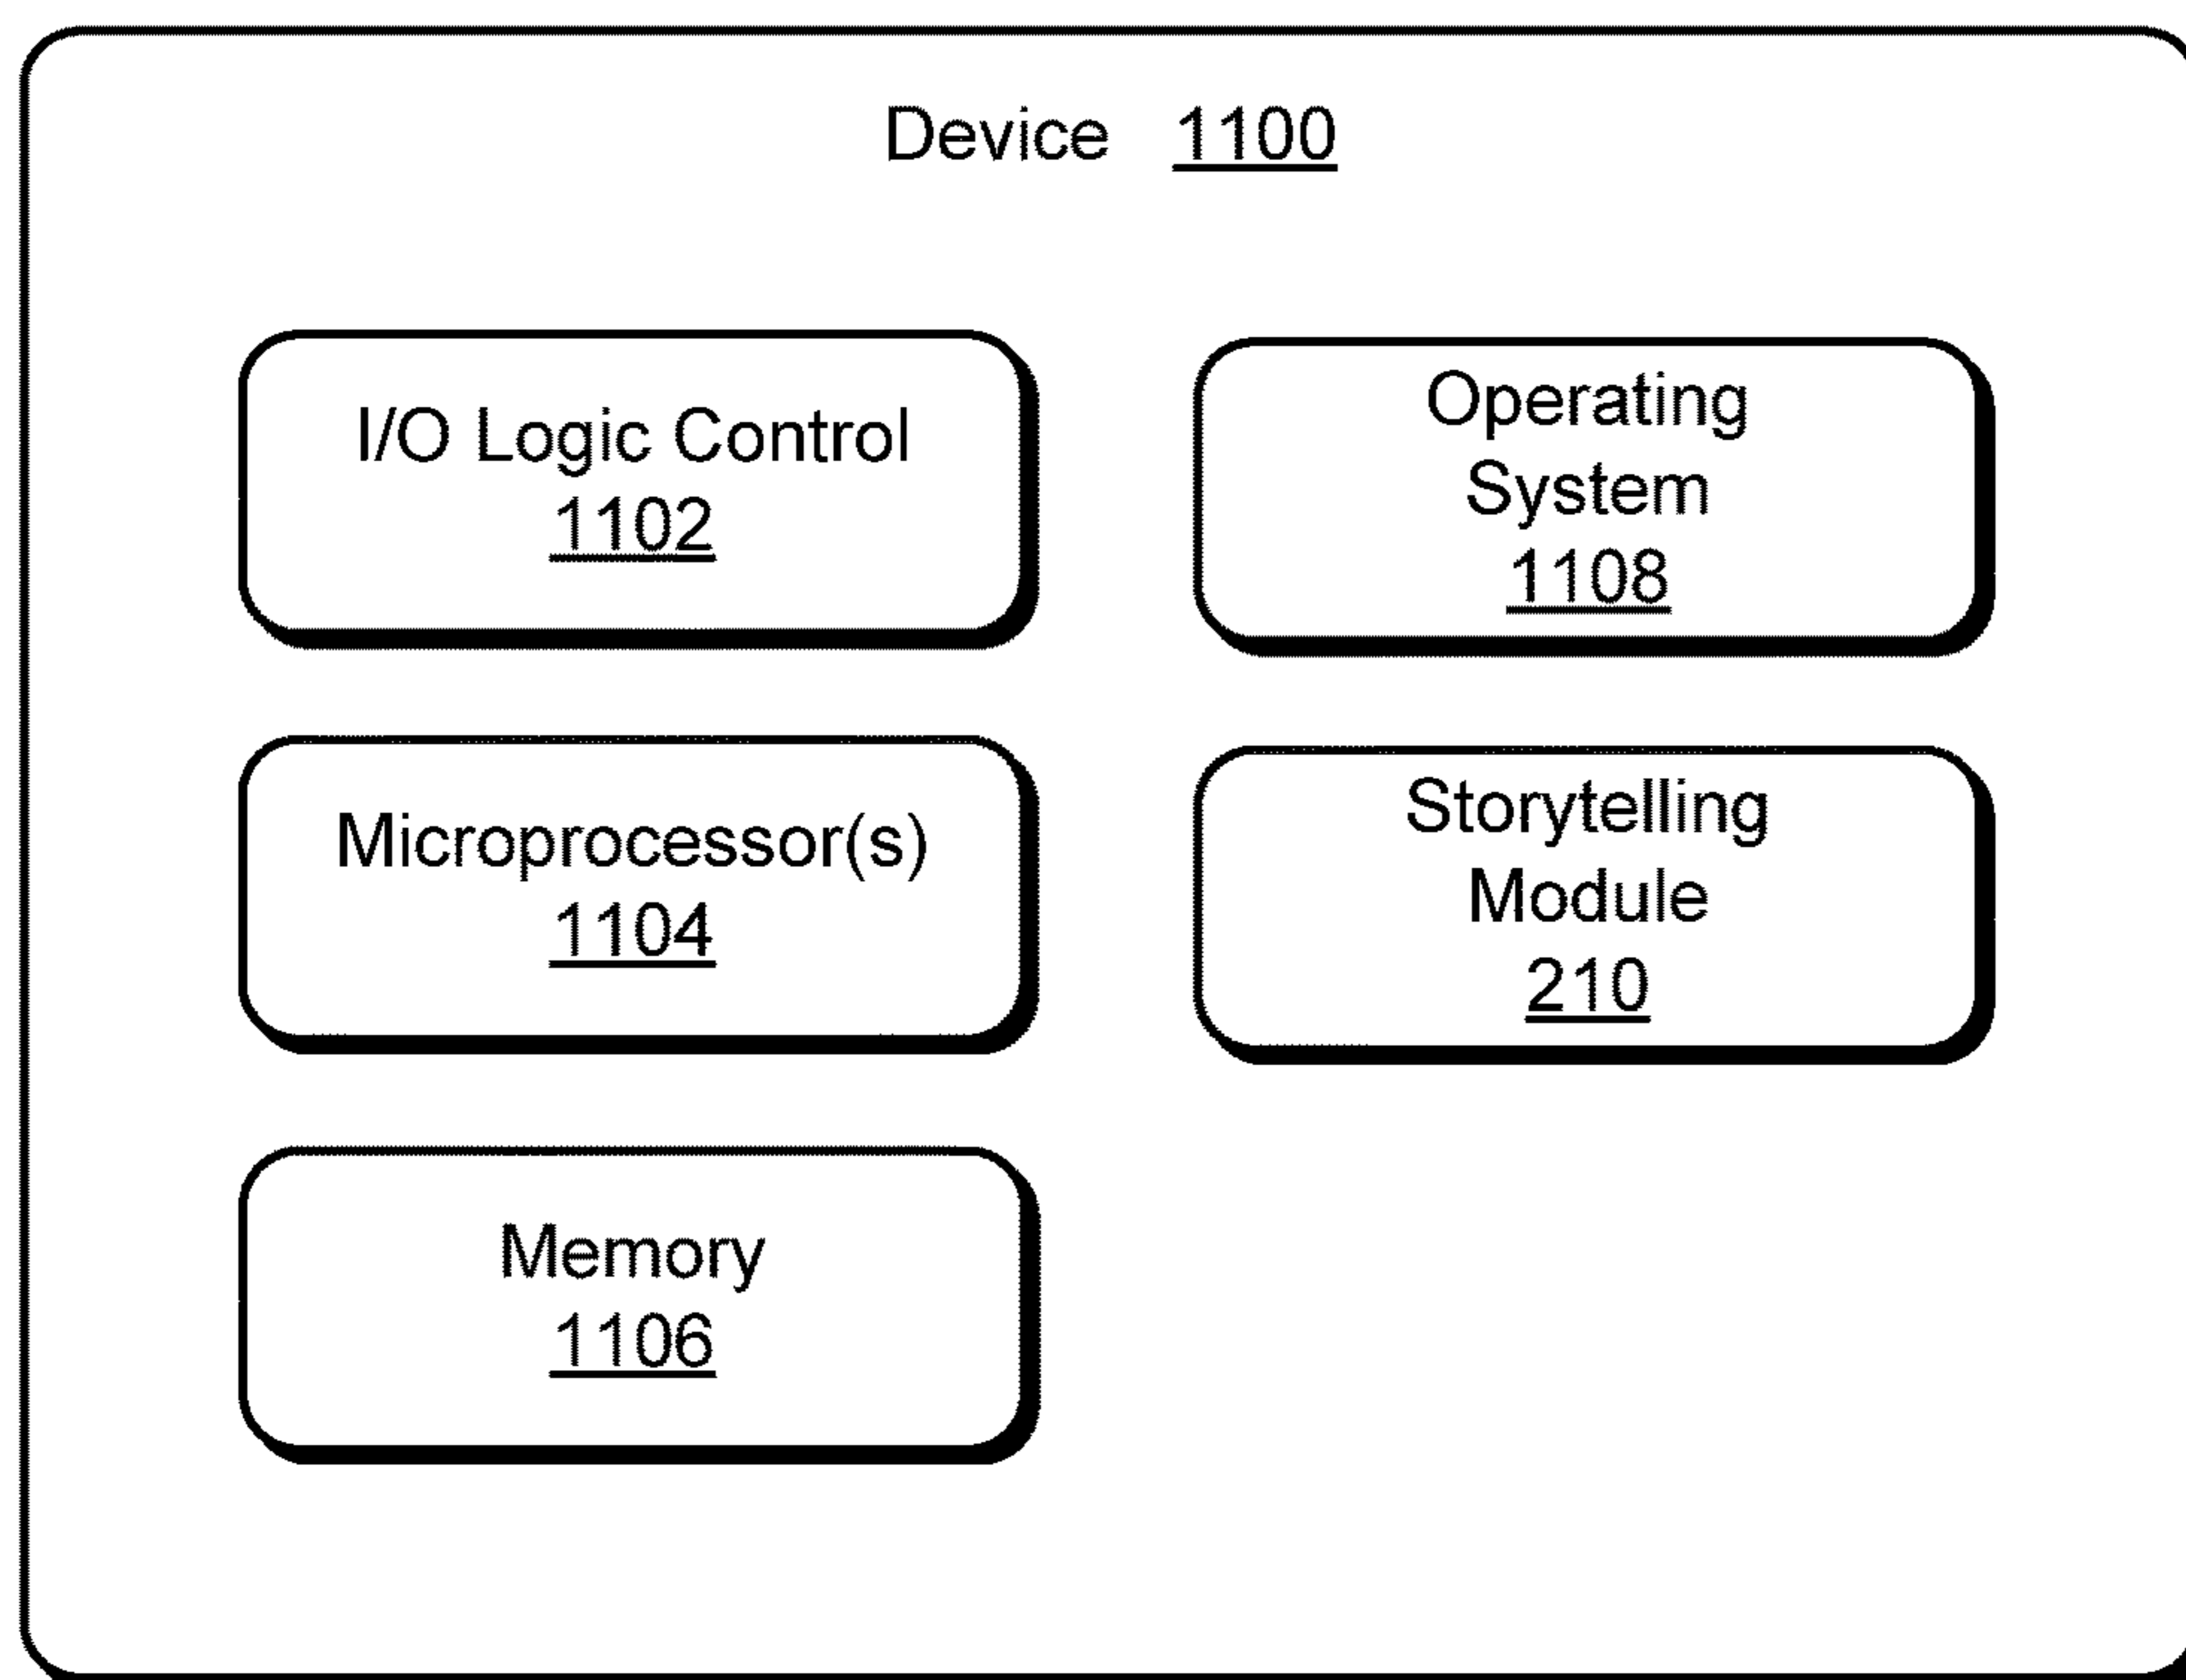 Device 1100
I/O Logic Control
1102
Microprocessor(s)
1104
Memory
1106
Operating
System
1108
Storytelling
Module
210